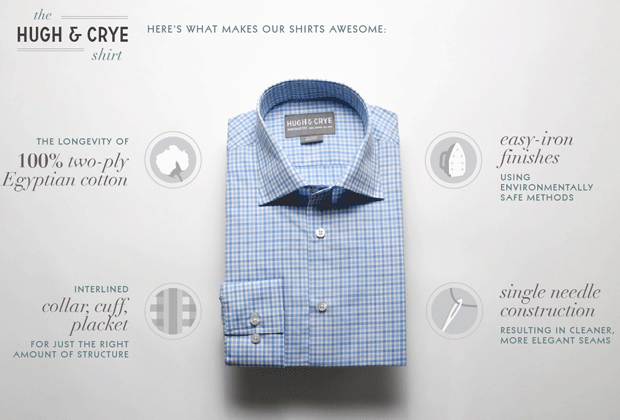 the
HUGH & CRYE
shirt
HERE'S WHAT MAKES OUR SHIRTS AWESOME:
THE LONGEVITY OF
100% two-ply
Egyptian cotton
INTERLINED
collar, cuff,
placket
FOR JUST THE RIGHT
AMOUNT OF STRUCTURE
HUGH & CRYE
easy-iron
finishes
USING
ENVIRONMENTALLY
SAFE METHODS
single needle
construction
RESULTING IN CLEANER,
MORE ELEGANT SEAMS